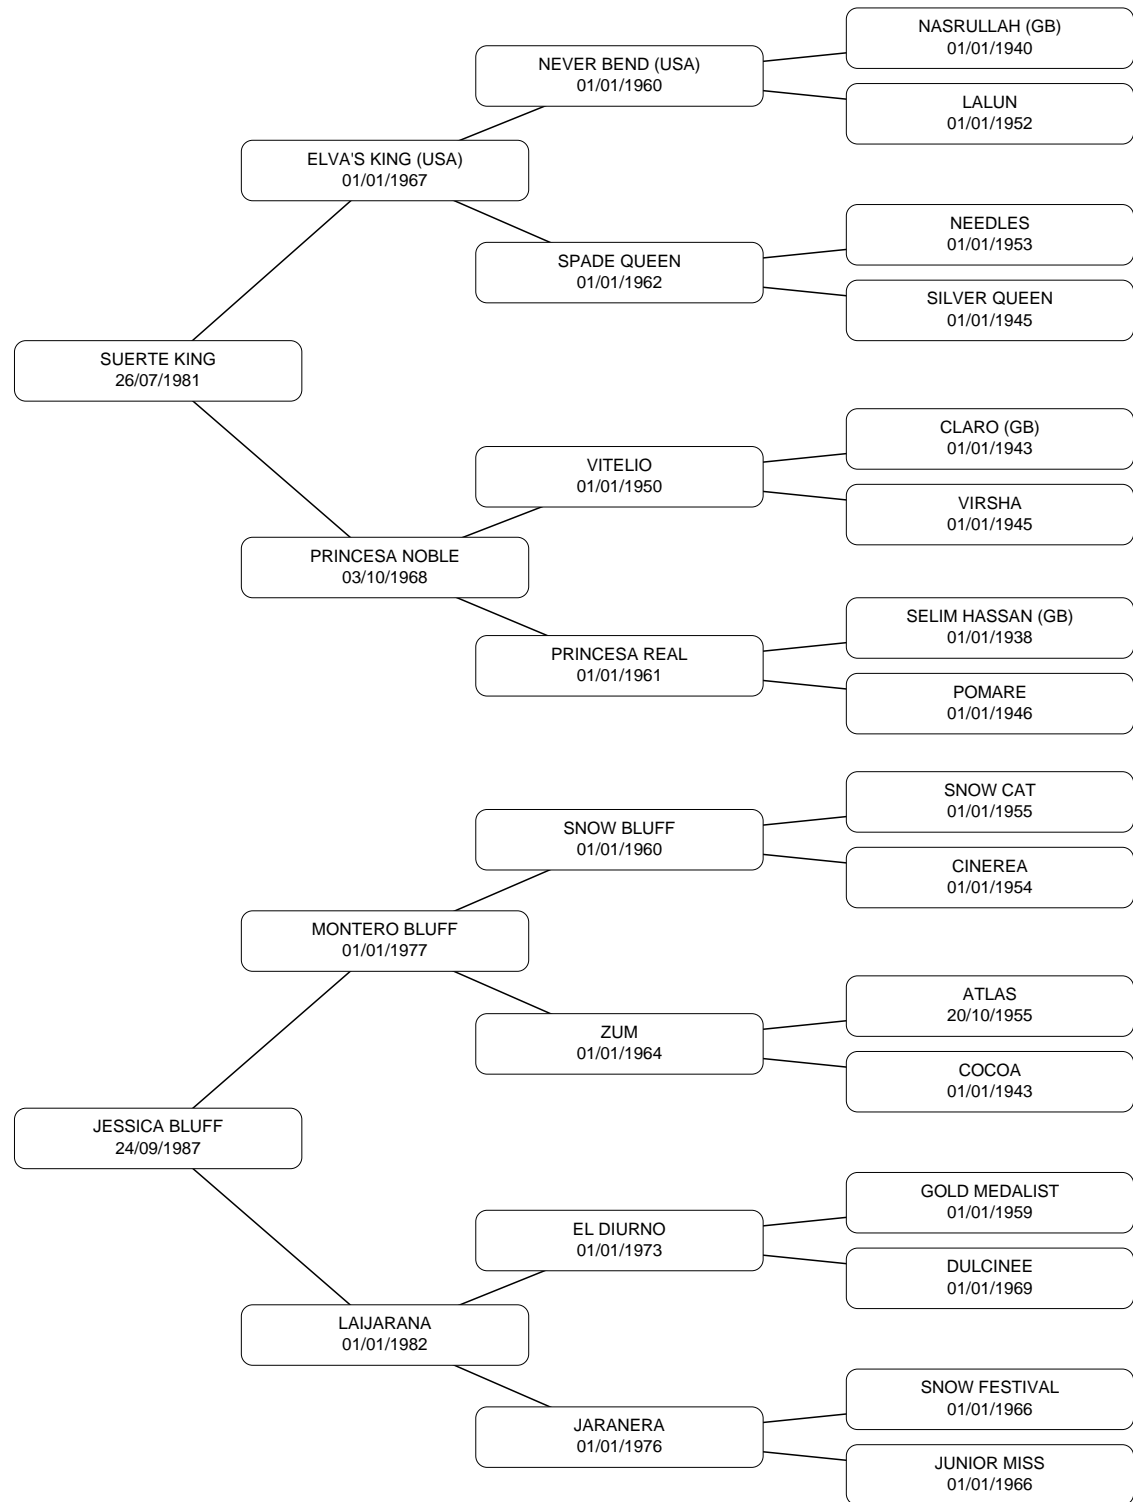 NASRULLAH (GB)
01/01/1940
NEVER BEND (USA)
01/01/1960
LALUN
01/01/1952
ELVA'S KING (USA)
01/01/1967
NEEDLES
01/01/1953
SPADE QUEEN
01/01/1962
SILVER QUEEN
01/01/1945
SUERTE KING
26/07/1981
CLARO (GB)
01/01/1943
VITELIO
01/01/1950
VIRSHA
01/01/1945
PRINCESA NOBLE
03/10/1968
SELIM HASSAN (GB)
01/01/1938
PRINCESA REAL
01/01/1961
POMARE
01/01/1946
SNOW CAT
01/01/1955
SNOW BLUFF
01/01/1960
CINEREA
01/01/1954
MONTERO BLUFF
01/01/1977
ATLAS
20/10/1955
ZUM
01/01/1964
COCOA
01/01/1943
JESSICA BLUFF
24/09/1987
GOLD MEDALIST
01/01/1959
EL DIURNO
01/01/1973
DULCINEE
01/01/1969
LAIJARANA
01/01/1982
SNOW FESTIVAL
01/01/1966
JARANERA
01/01/1976
JUNIOR MISS
01/01/1966